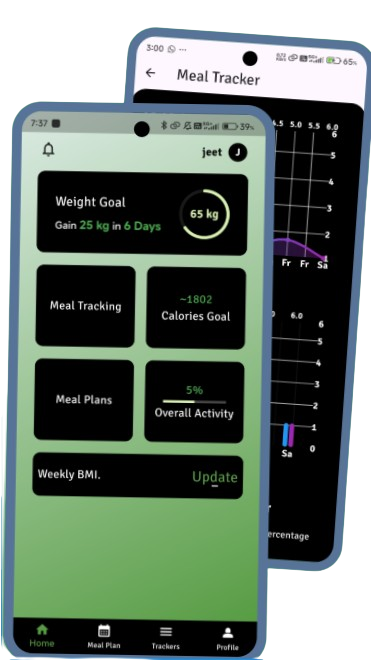 3:00
65%
Meal Tracker
4.5 5.0 5.5 6.0
6
5
4
3
2
1
Fr Fr Sa
6.0
6
5
4
3
2
1
0
Sa
ercentage
7:37
39%
jeet
J
Weight Goal
Gain 25 kg in 6 Days
65 kg
Meal Tracking
~1802
Calories Goal
Meal Plans
5%
Overall Activity
Weekly BMI.
Update
Home
Meal Plan
Trackers
Profile